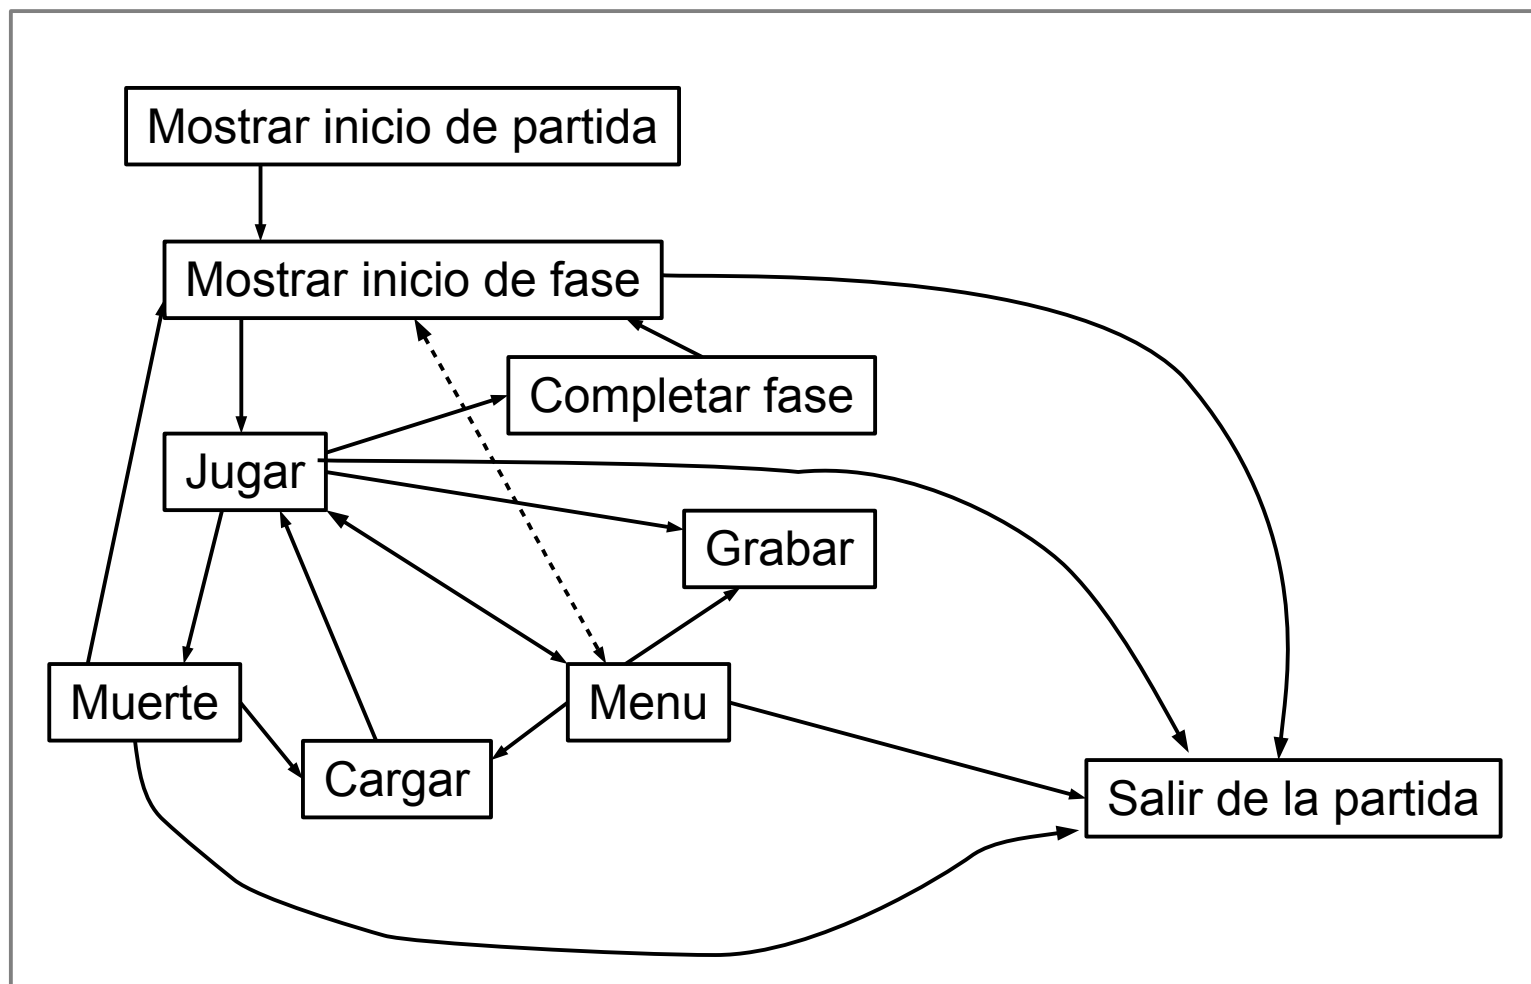 Mostrar inicio de partida
Mostrar inicio de fase
Completar fase
Jugar
Grabar
Muerte
Menu
Cargar
Salir de la partida